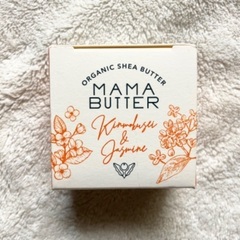 ORGANIC SHEA BUTTER
MAMA
BUTTER
Kinmokusei
&
Jasmine